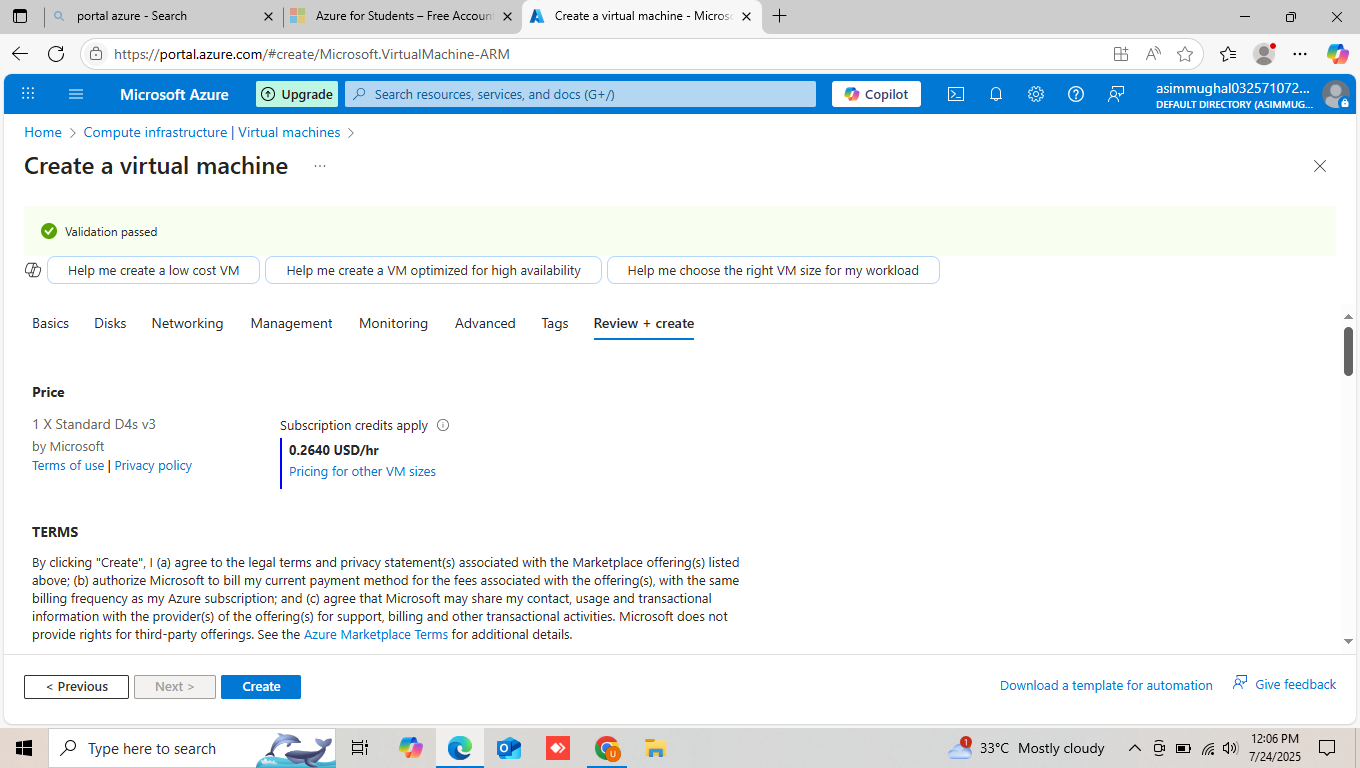 portal azure - Search
Azure for Students – Free Account
Create a virtual machine - Micros
https://portal.azure.com/#create/Microsoft.VirtualMachine-ARM
Microsoft Azure
Upgrade
Search resources, services, and docs (G+/)
Copilot
asimmughal032571072...
DEFAULT DIRECTORY (ASIMMUG...
Home > Compute infrastructure | Virtual machines >
Create a virtual machine ...
Validation passed
Help me create a low cost VM
Help me create a VM optimized for high availability
Help me choose the right VM size for my workload
Basics Disks Networking Management Monitoring Advanced Tags Review + create
Price
1 X Standard D4s v3
by Microsoft
Terms of use | Privacy policy
Subscription credits apply
0.2640 USD/hr
Pricing for other VM sizes
TERMS
By clicking "Create", I (a) agree to the legal terms and privacy statement(s) associated with the Marketplace offering(s) listed
above; (b) authorize Microsoft to bill my current payment method for the fees associated with the offering(s), with the same
billing frequency as my Azure subscription; and (c) agree that Microsoft may share my contact, usage and transactional
information with the provider(s) of the offering(s) for support, billing and other transactional activities. Microsoft does not
provide rights for third-party offerings. See the Azure Marketplace Terms for additional details.
< Previous
Next >
Create
Download a template for automation
Give feedback
Type here to search
1
33°C Mostly cloudy
12:06 PM
7/24/2025